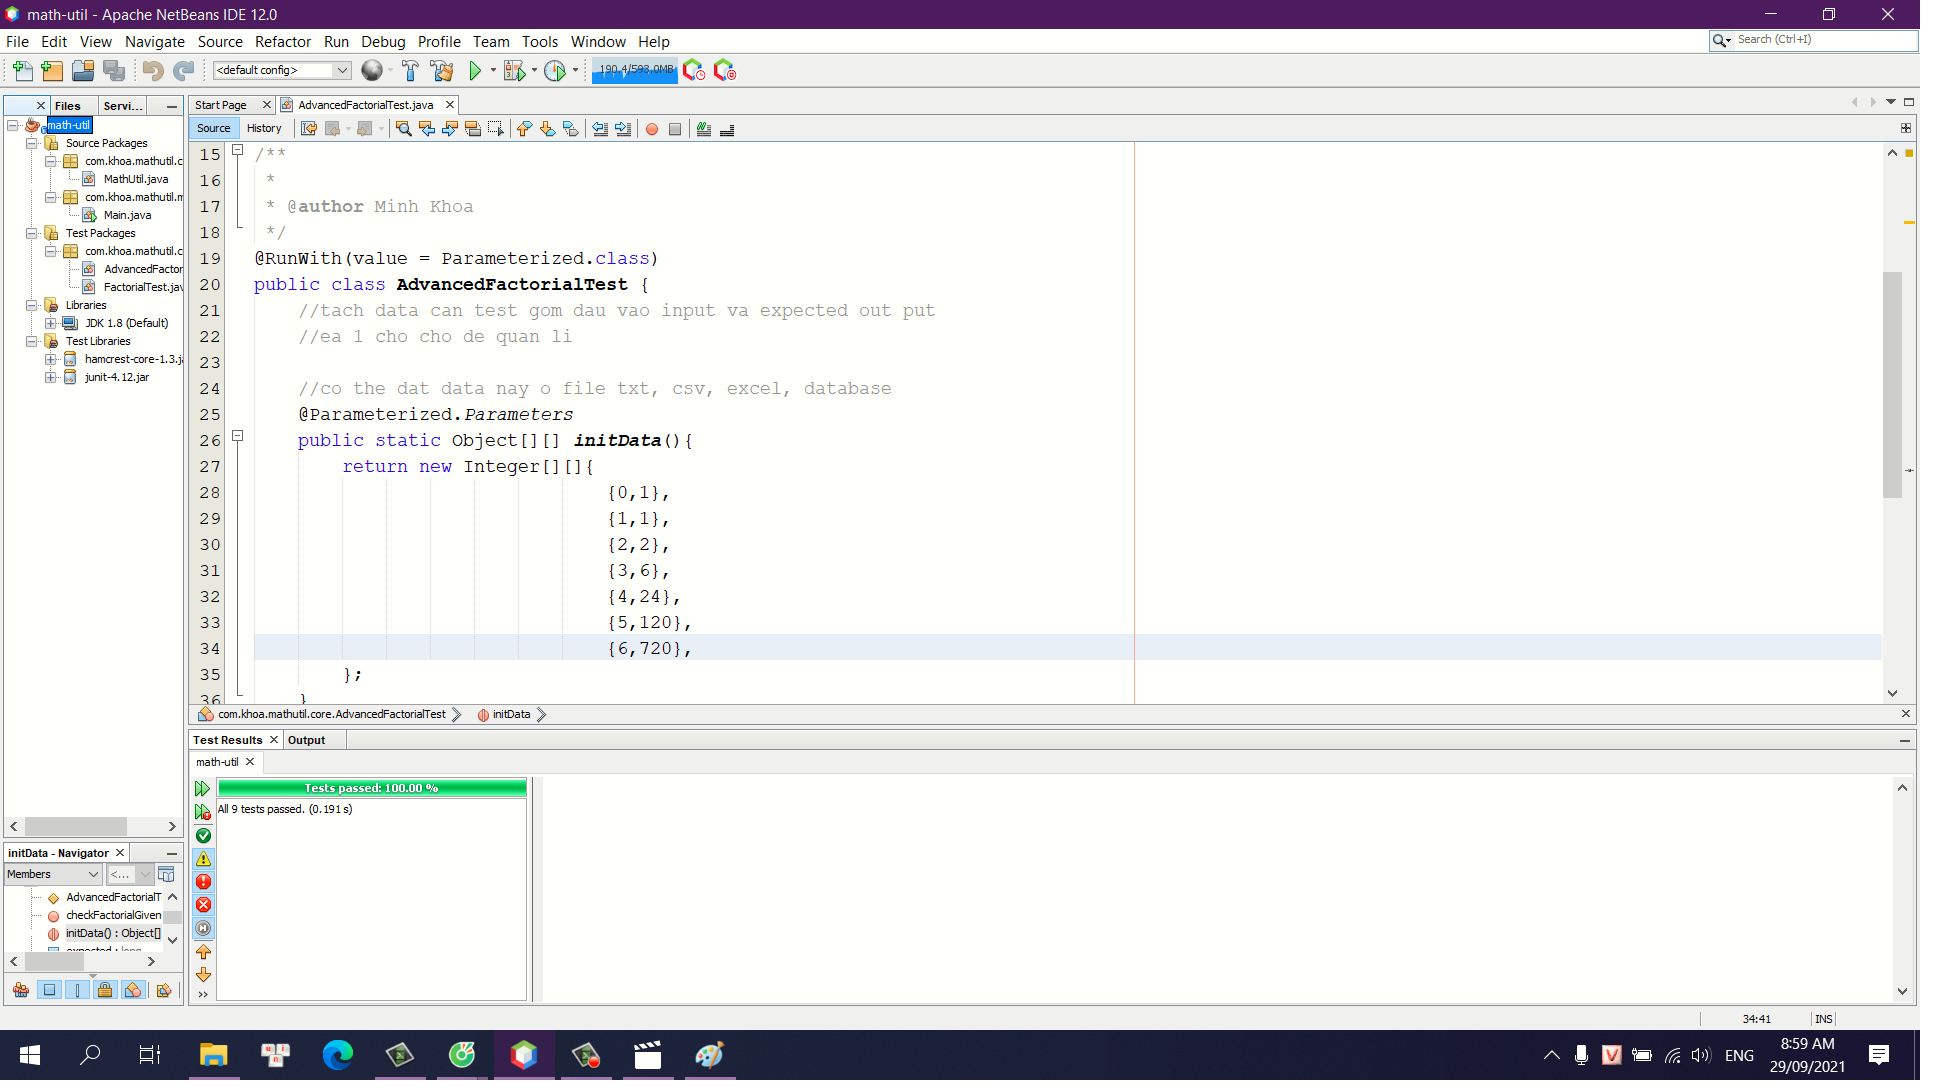 math-util - Apache NetBeans IDE 12.0
File Edit View Navigate Source Refactor Run Debug Profile Team Tools Window Help
Search (Ctrl+I)
<default config>
190.4/593.0MB
Files Servi...
Start Page AdvancedFactorialTest.java
math-util
Source Packages
com.khoa.mathutil.c
MathUtil.java
com.khoa.mathutil.m
Main.java
Test Packages
com.khoa.mathutil.c
AdvancedFactor
FactorialTest.jav
Libraries
JDK 1.8 (Default)
Test Libraries
hamcrest-core-1.3.ja
junit-4.12.jar
Source History
15 /**
16 *
17 * @author Minh Khoa
18 */
19 @RunWith(value = Parameterized.class)
20 public class AdvancedFactorialTest {
21 //tach data can test gom dau vao input va expected out put
22 //ea 1 cho cho de quan li
23
24 //co the dat data nay o file txt, csv, excel, database
25 @Parameterized.Parameters
26 public static Object[][] initData(){
27 return new Integer[][]{
28 {0,1},
29 {1,1},
30 {2,2},
31 {3,6},
32 {4,24},
33 {5,120},
34 {6,720},
35 };
36 }
com.khoa.mathutil.core.AdvancedFactorialTest initData
Test Results Output
math-util
Tests passed: 100.00 %
All 9 tests passed. (0.191 s)
initData - Navigator
Members <...
AdvancedFactorialT
checkFactorialGiven
initData() : Object[]
expected : long
34:41 INS
ENG
8:59 AM
29/09/2021